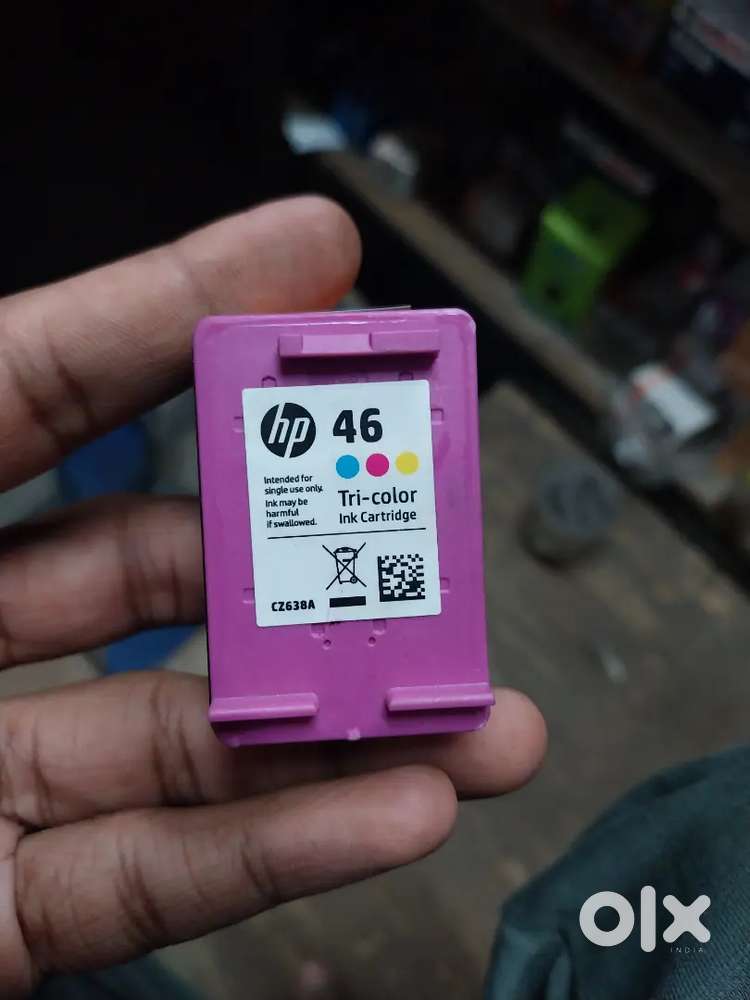 hp 46
Intended for
single use only.
Ink may be
harmful
if swallowed.
Tri-color
Ink Cartridge
CZ638A
olx
INDIA